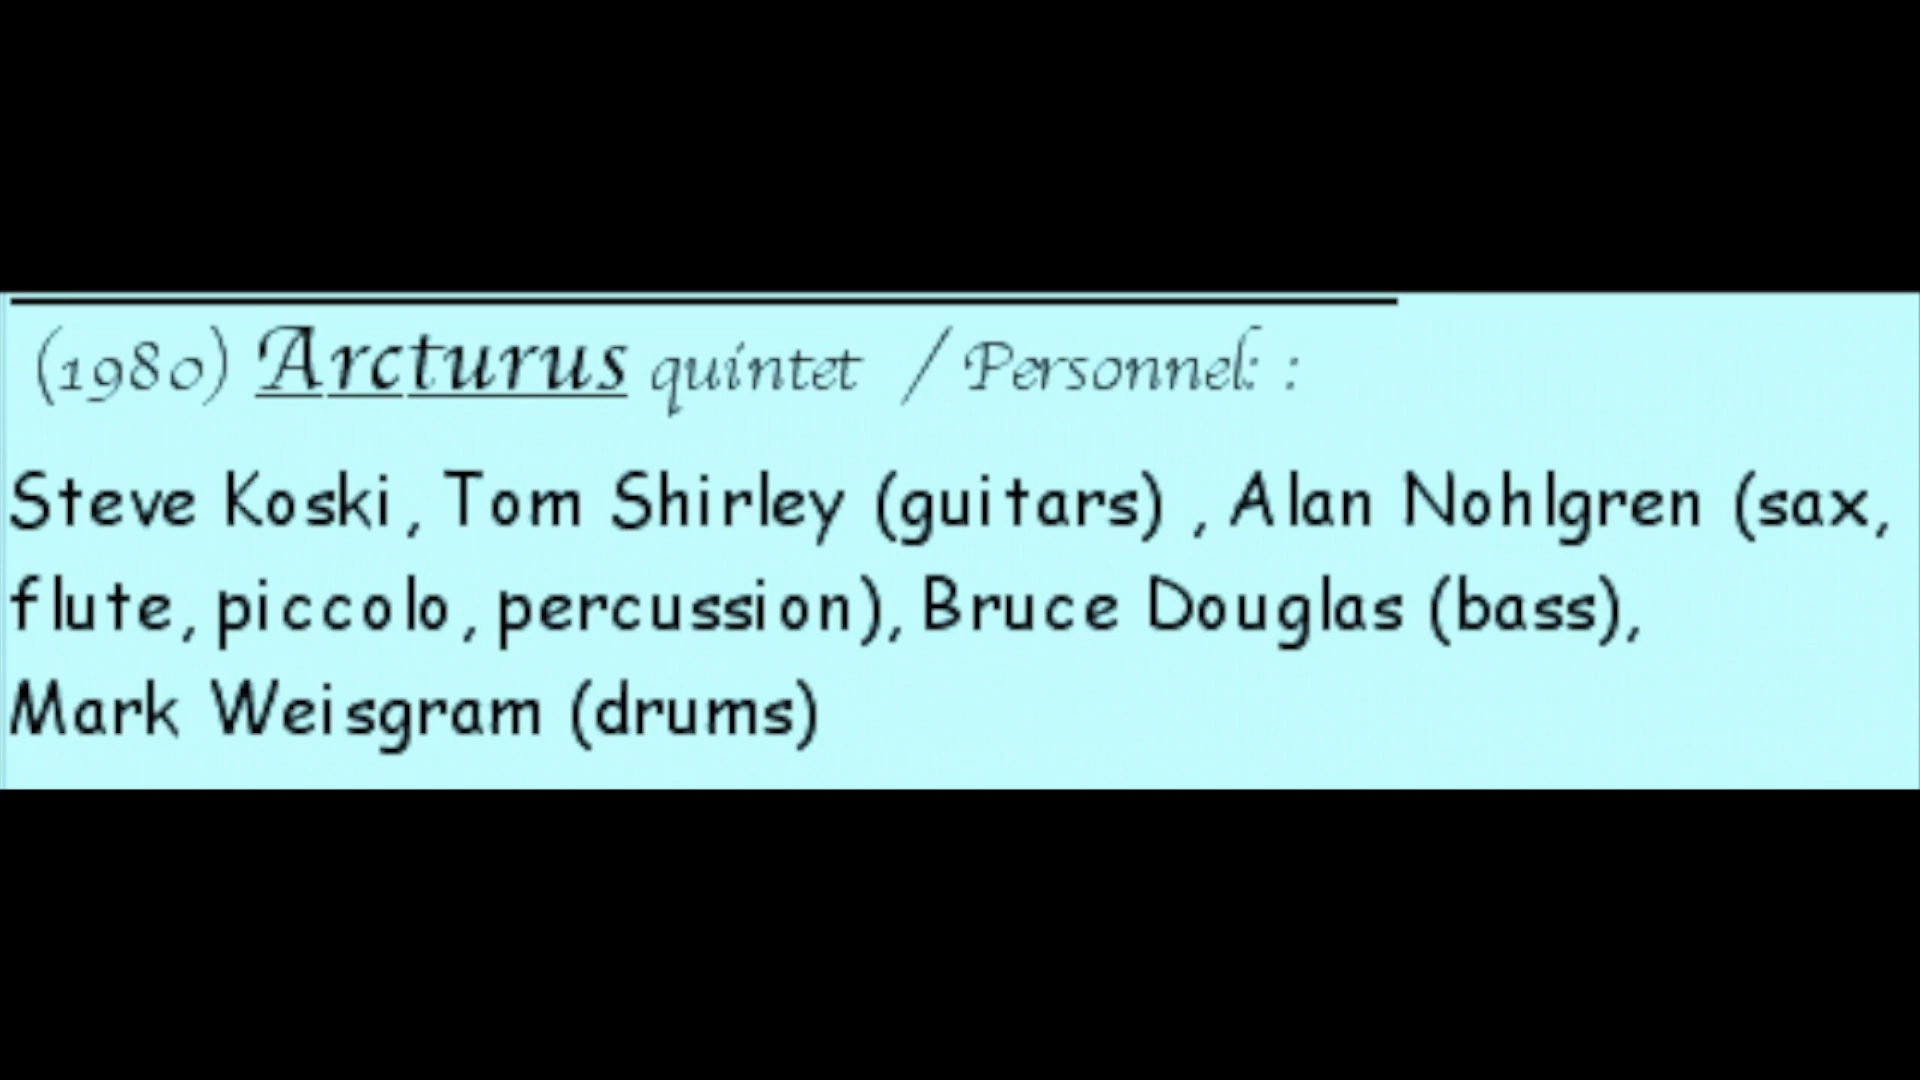 (1980) Arcturus quintet / Personnel: :
Steve Koski, Tom Shirley (guitars) , Alan Nohlgren (sax,
flute, piccolo, percussion), Bruce Douglas (bass),
Mark Weisgram (drums)